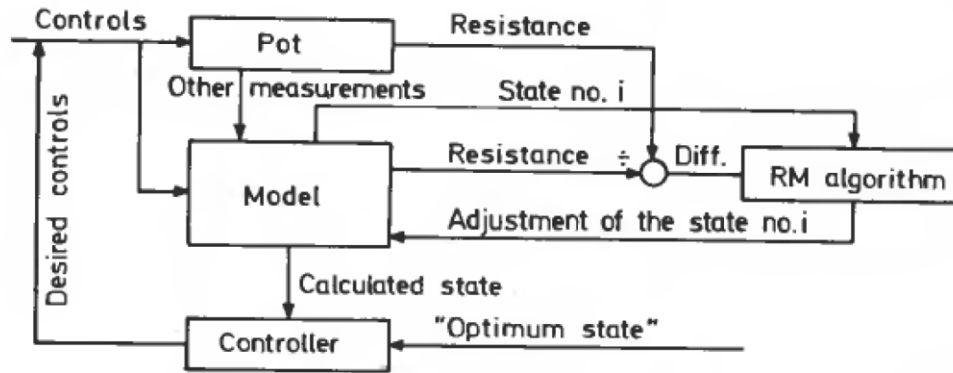 Controls
Pot
Resistance
Other measurements
State no. i
Desired controls
Model
Resistance ÷
Diff.
RM algorithm
Adjustment of the state no. i
Calculated state
Controller
"Optimum state"